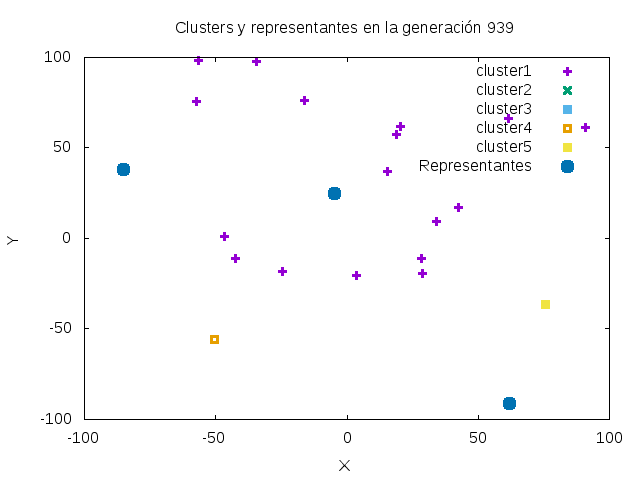 Clusters y representantes en la generación 939
100
50
0
-50
-100
-100
-50
0
50
100
Y
X
cluster1
cluster2
cluster3
cluster4
cluster5
Representantes